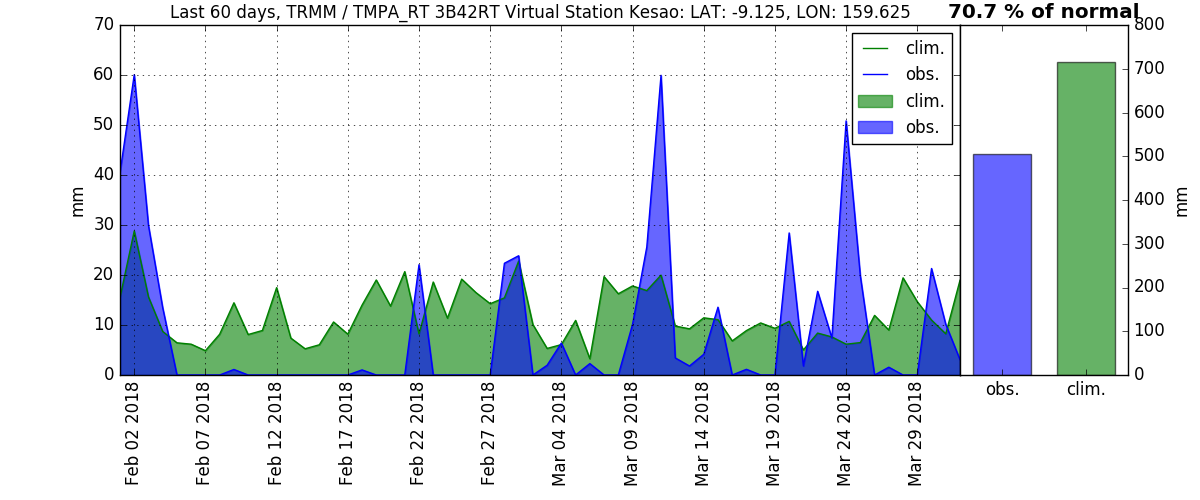 Last 60 days, TRMM / TMPA_RT 3B42RT Virtual Station Kesao: LAT: -9.125, LON: 159.625
70.7 % of normal
70
60
50
40
30
20
10
0
mm
clim.
obs.
clim.
obs.
800
700
600
500
400
300
200
100
0
mm
obs.
clim.
Feb 02 2018
Feb 07 2018
Feb 12 2018
Feb 17 2018
Feb 22 2018
Feb 27 2018
Mar 04 2018
Mar 09 2018
Mar 14 2018
Mar 19 2018
Mar 24 2018
Mar 29 2018